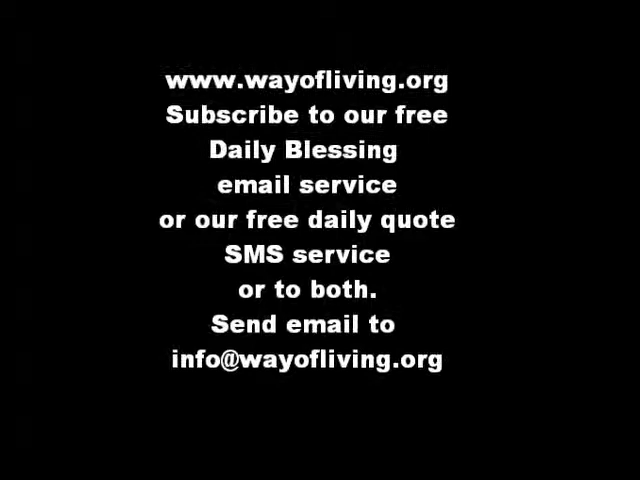 www.wayofliving.org
Subscribe to our free
Daily Blessing
email service
or our free daily quote
SMS service
or to both.
Send email to
info@wayofliving.org